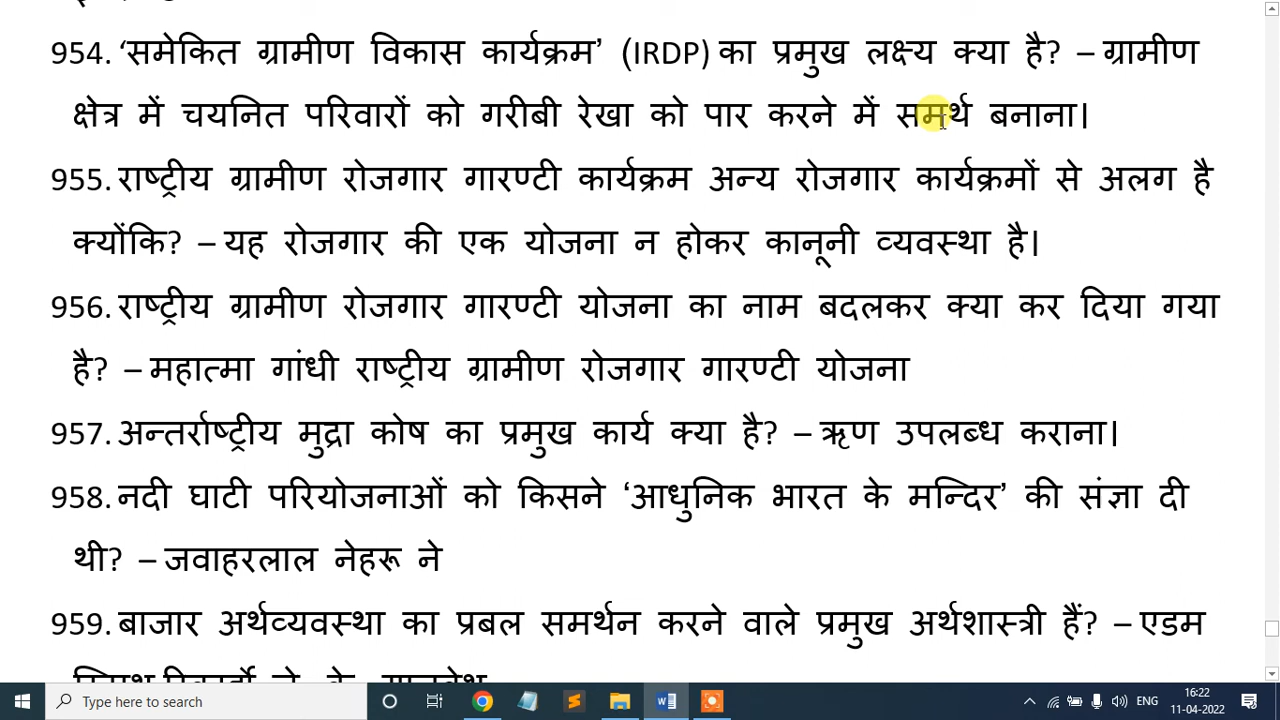 954. ‘समेकित ग्रामीण विकास कार्यक्रम’ (IRDP) का प्रमुख लक्ष्य क्या है? – ग्रामीण
क्षेत्र में चयनित परिवारों को गरीबी रेखा को पार करने में समर्थ बनाना।
955. राष्ट्रीय ग्रामीण रोजगार गारण्टी कार्यक्रम अन्य रोजगार कार्यक्रमों से अलग है
क्योंकि? – यह रोजगार की एक योजना न होकर कानूनी व्यवस्था है।
956. राष्ट्रीय ग्रामीण रोजगार गारण्टी योजना का नाम बदलकर क्या कर दिया गया
है? – महात्मा गांधी राष्ट्रीय ग्रामीण रोजगार गारण्टी योजना
957. अन्तर्राष्ट्रीय मुद्रा कोष का प्रमुख कार्य क्या है? – ऋण उपलब्ध कराना।
958. नदी घाटी परियोजनाओं को किसने ‘आधुनिक भारत के मन्दिर’ की संज्ञा दी
थी? – जवाहरलाल नेहरू ने
959. बाजार अर्थव्यवस्था का प्रबल समर्थन करने वाले प्रमुख अर्थशास्त्री हैं? – एडम
Type here to search
ENG
16:22
11-04-2022